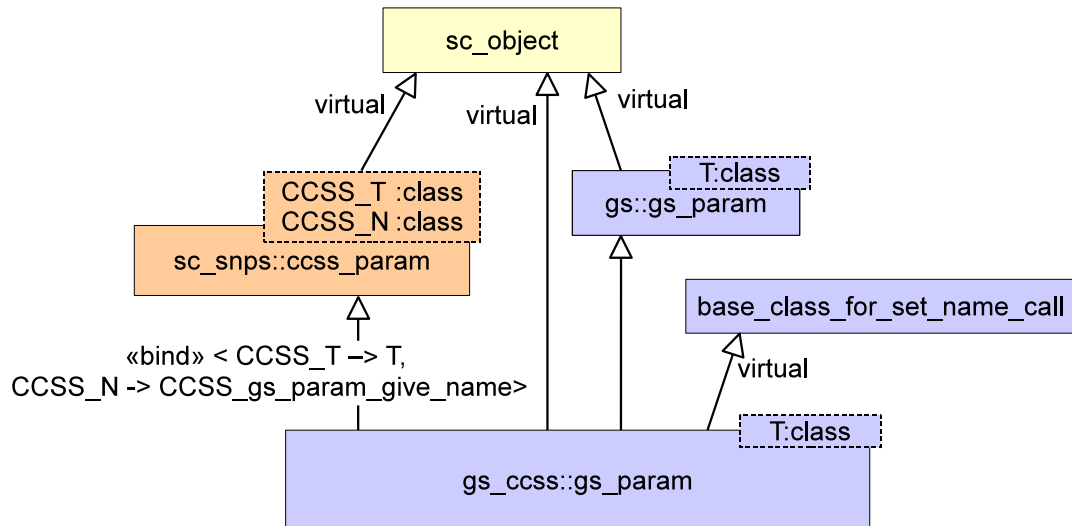 sc_object
virtual
virtual
virtual
T:class
CCSS_T :class
CCSS_N :class
gs::gs_param
sc_snps::ccss_param
base_class_for_set_name_call
«bind» < CCSS_T –> T,
CCSS_N -> CCSS_gs_param_give_name>
virtual
T:class
gs_ccss::gs_param